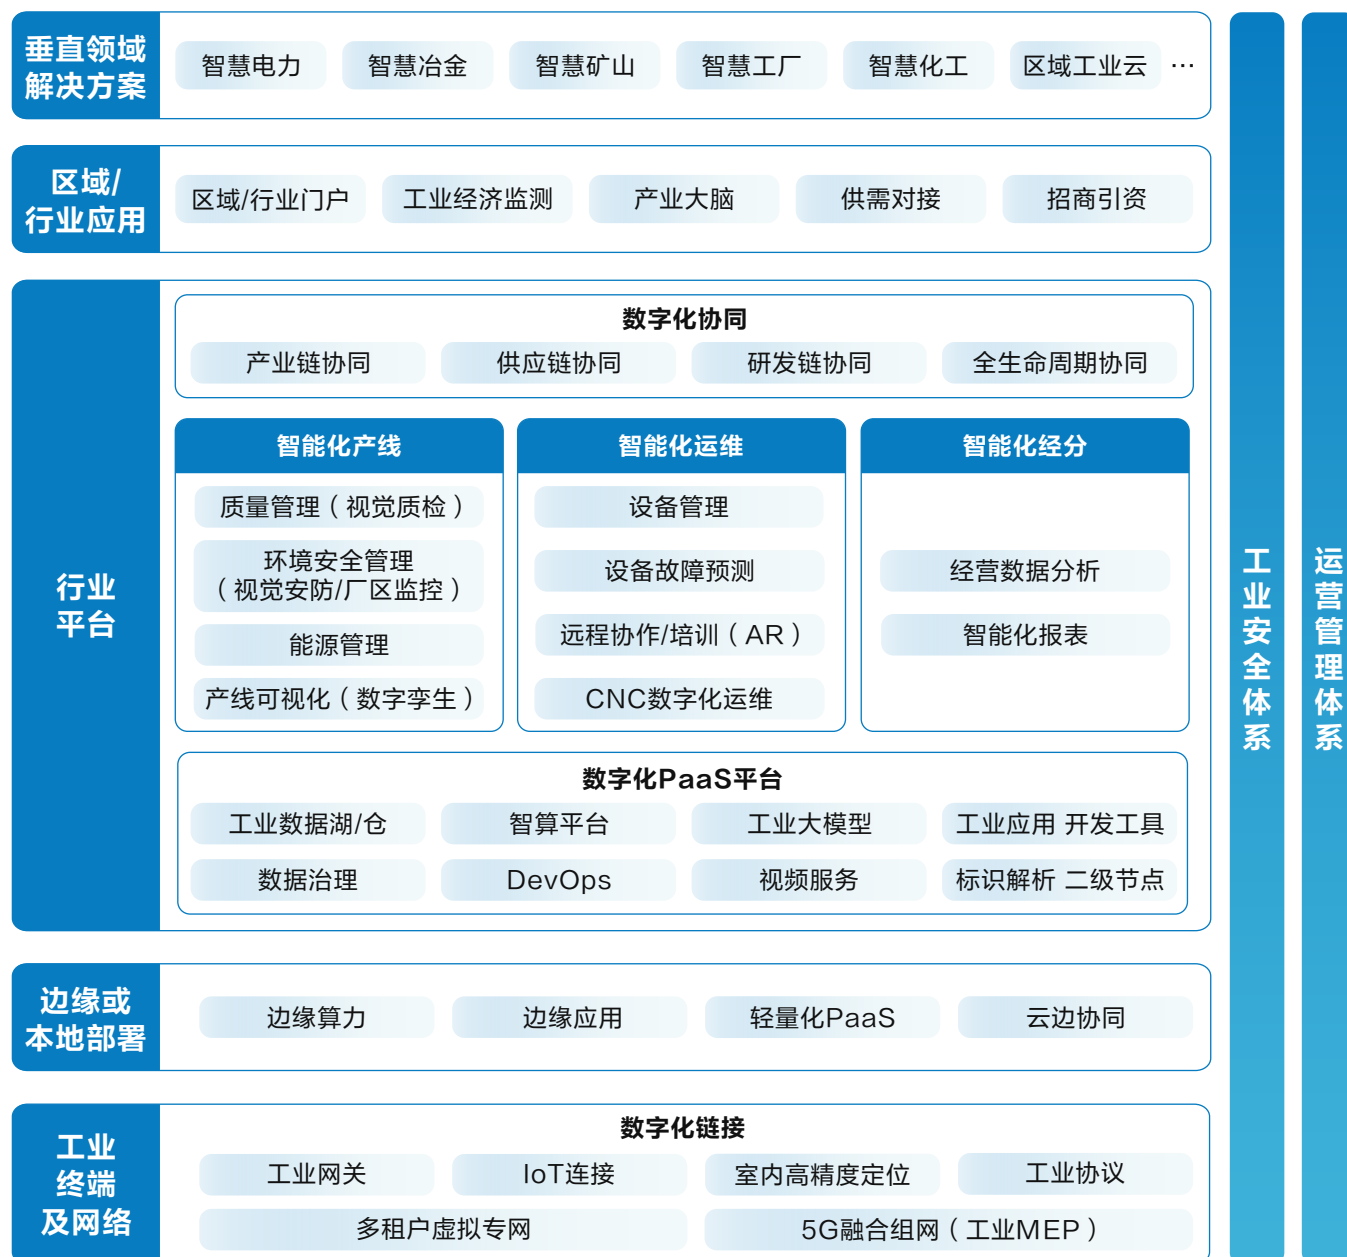 垂直领域
解决方案
智慧电力
智慧冶金
智慧矿山
智慧工厂
智慧化工
区域工业云
…
区域/
行业应用
区域/行业门户
工业经济监测
产业大脑
供需对接
招商引资
行业
平台
数字化协同
产业链协同
供应链协同
研发链协同
全生命周期协同
智能化产线
质量管理（视觉质检）
环境安全管理
（视觉安防/厂区监控）
能源管理
产线可视化（数字孪生）
智能化运维
设备管理
设备故障预测
远程协作/培训（AR）
CNC数字化运维
智能化经分
经营数据分析
智能化报表
数字化PaaS平台
工业数据湖/仓
智算平台
工业大模型
工业应用 开发工具
数据治理
DevOps
视频服务
标识解析 二级节点
边缘或
本地部署
边缘算力
边缘应用
轻量化PaaS
云边协同
工业
终端
及网络
数字化链接
工业网关
IoT连接
室内高精度定位
工业协议
多租户虚拟专网
5G融合组网（工业MEP）
工业安全体系
运营管理体系